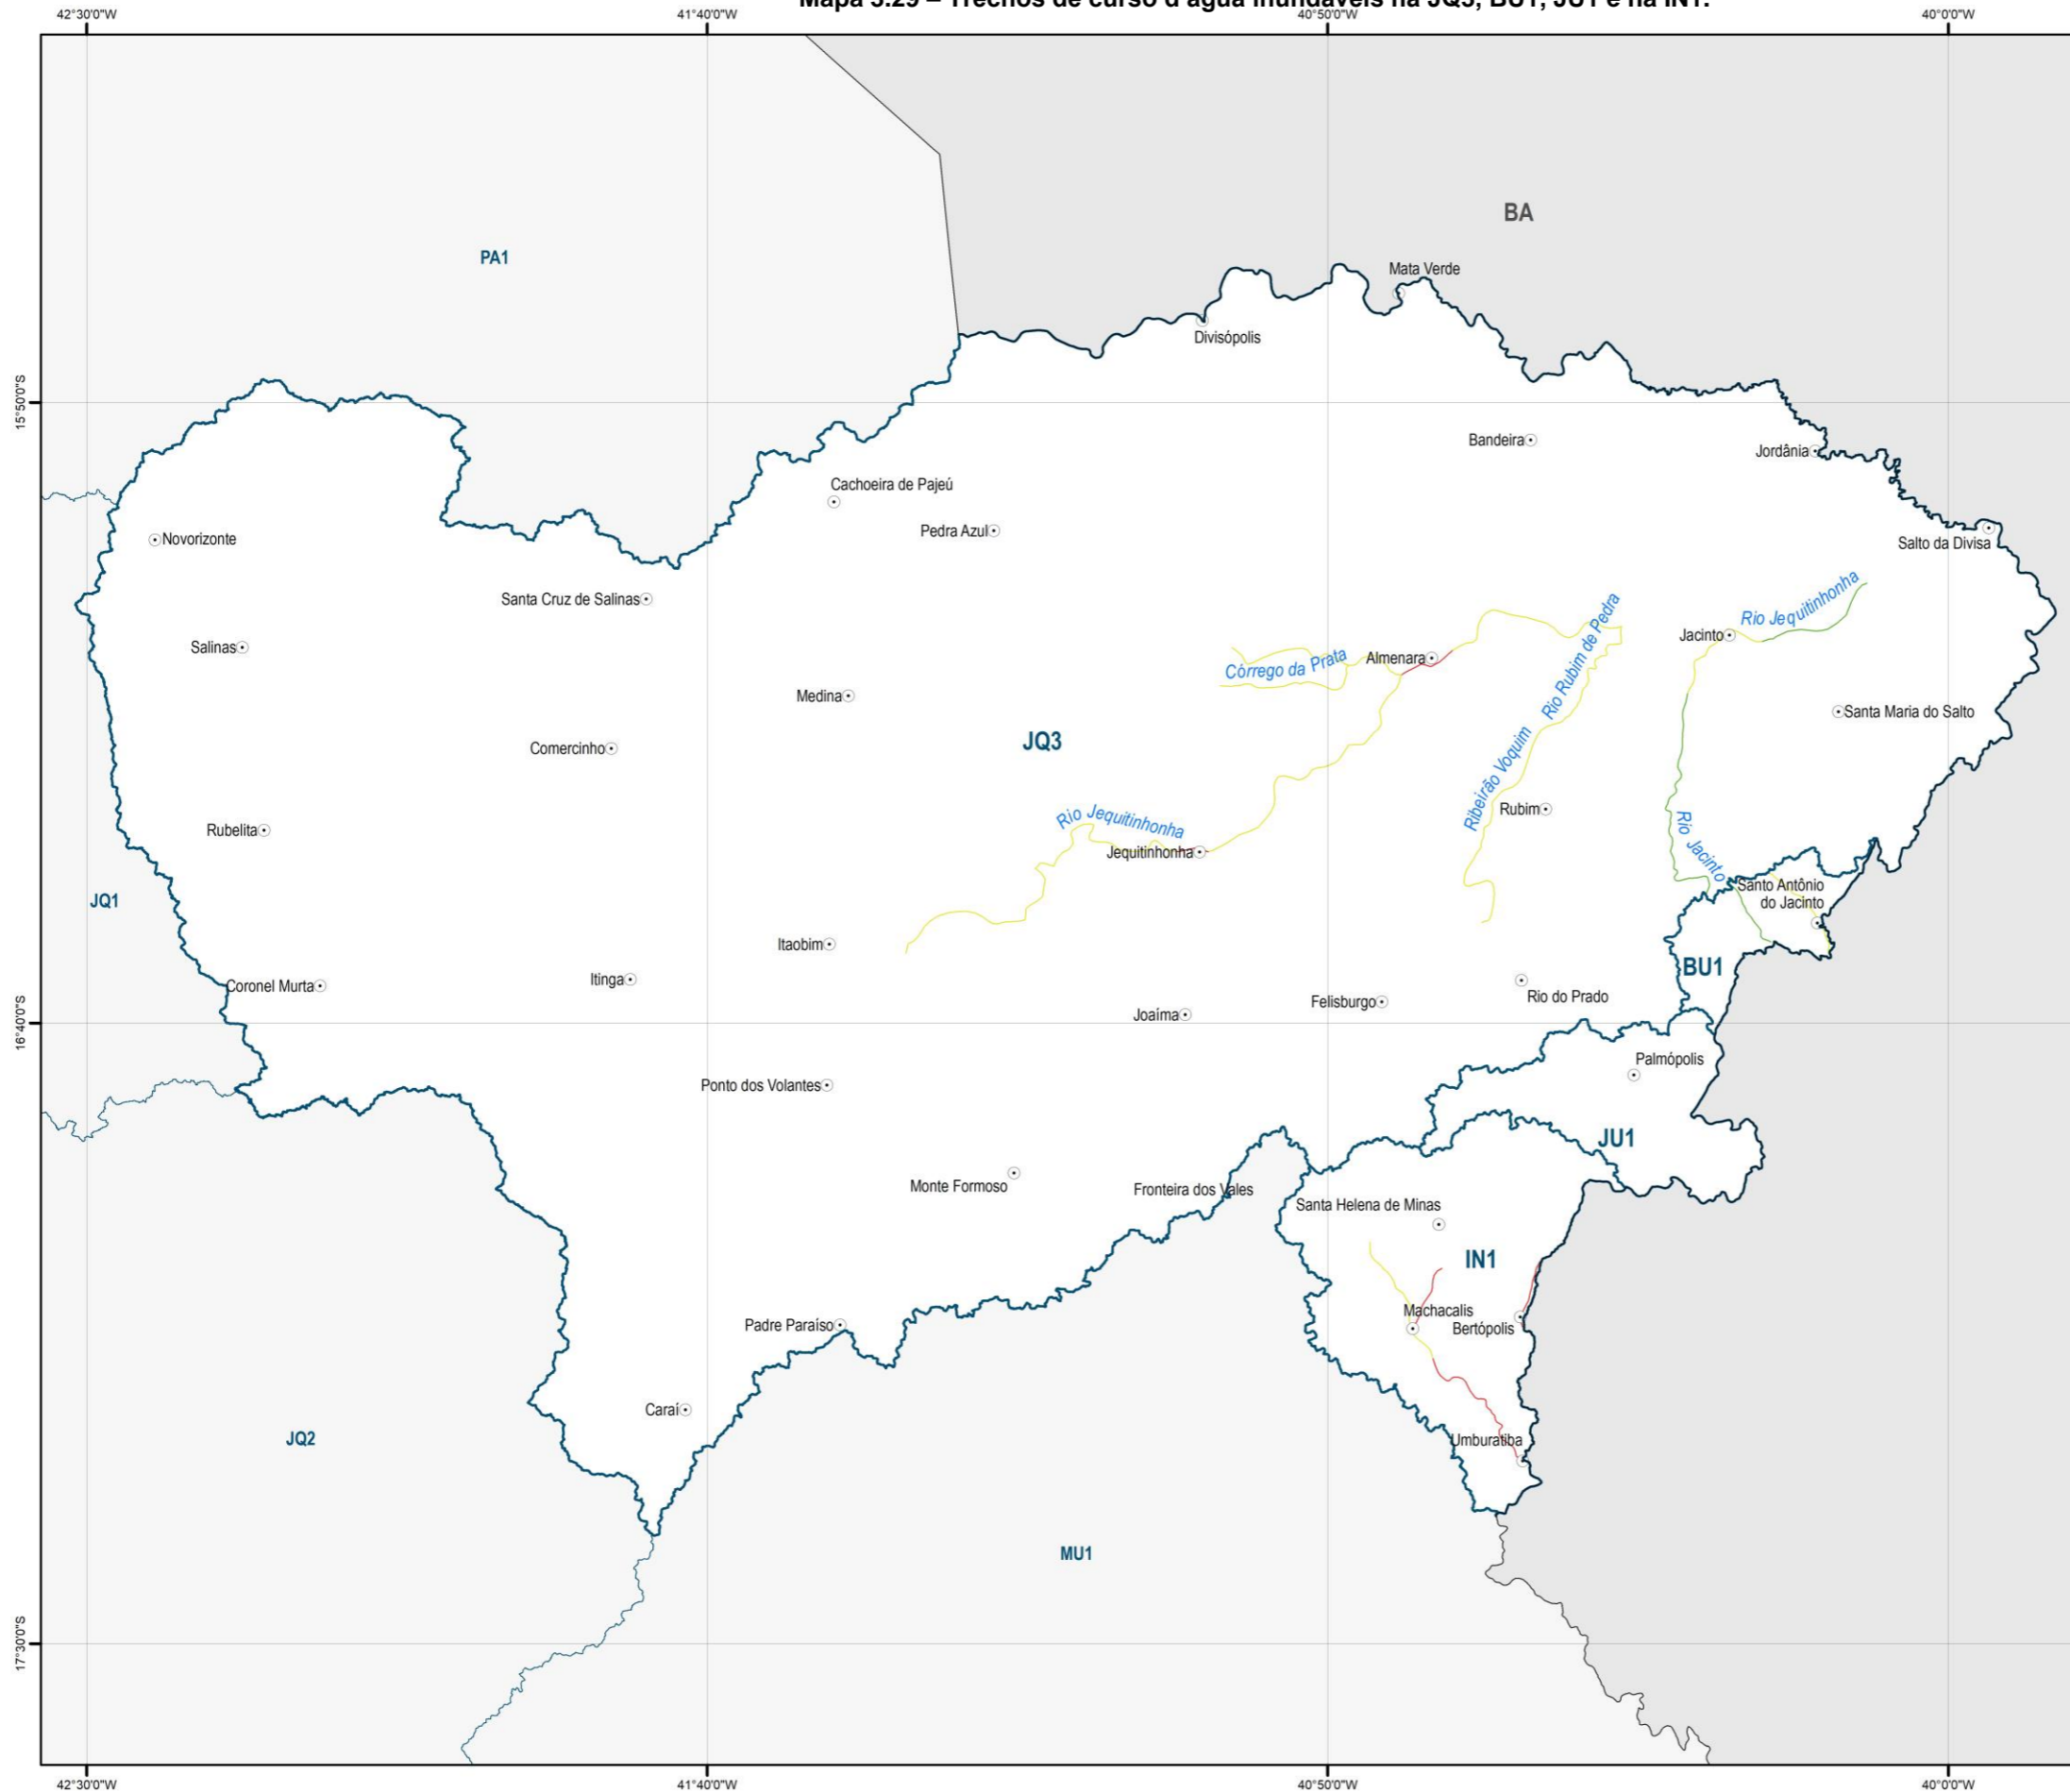 Mapa 3.29 – Trechos de curso d'água inundáveis na JQ3, BU1, JU1 e na IN1.
42°30'0"W
41°40'0"W
40°50'0"W
40°0'0"W
BA
PA1
Mata Verde
Divisópolis
15°50'0"S
Bandeira
Jordânia
Cachoeira de Pajeú
Pedra Azul
Novorizonte
Salto da Divisa
Santa Cruz de Salinas
Rio Jequitinhonha
Jacinto
Salinas
Córrego da Prata
Almenara
Rio Rubim de Pedra
Medina
Santa Maria do Salto
Comercinho
JQ3
Ribeirão Voquim
Rubim
Rio Jequitinhonha
Rubelita
Jequitinhonha
Rio Jacinto
Santo Antônio
do Jacinto
JQ1
Itaobim
BU1
Coronel Murta
Itinga
Felisburgo
Rio do Prado
Joaíma
16°40'0"S
Palmópolis
Ponto dos Volantes
JU1
Monte Formoso
Fronteira dos Vales
Santa Helena de Minas
IN1
Machacalis
Bertópolis
Padre Paraíso
Caraí
JQ2
Umburatiba
MU1
17°30'0"S
42°30'0"W
41°40'0"W
40°50'0"W
40°0'0"W